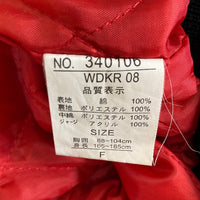 NO. 340106
WDKR 08
品質表示
表地 綿 100%
裏地 ポリエステル 100%
中綿 ポリエステル 100%
ジャージ アクリル 100%
SIZE
胸囲 88~104cm
身長 155~165cm
F